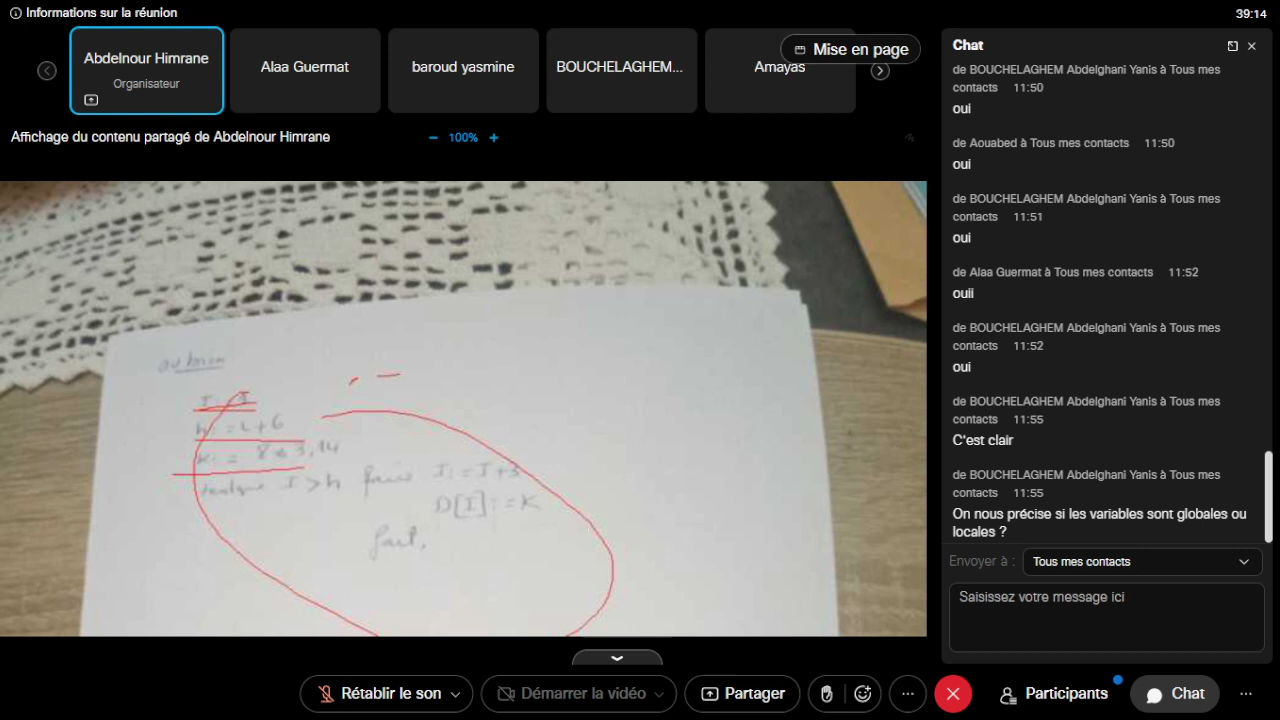 Informations sur la réunion
39:14
Abdelnour Himrane
Organisateur
Alaa Guermat
baroud yasmine
BOUCHELAGHEM...
Amayas
Mise en page
Affichage du contenu partagé de Abdelnour Himrane
− 100% +
I:
h: = L+6
K: = 8 * 3,14
tantque I > h faire I: = I+3
D[I]: = K
fait,
Chat
de BOUCHELAGHEM Abdelghani Yanis à Tous mes
contacts 11:50
oui
de Aouabed à Tous mes contacts 11:50
oui
de BOUCHELAGHEM Abdelghani Yanis à Tous mes
contacts 11:51
oui
de Alaa Guermat à Tous mes contacts 11:52
ouii
de BOUCHELAGHEM Abdelghani Yanis à Tous mes
contacts 11:52
oui
de BOUCHELAGHEM Abdelghani Yanis à Tous mes
contacts 11:55
C'est clair
de BOUCHELAGHEM Abdelghani Yanis à Tous mes
contacts 11:55
On nous précise si les variables sont globales ou
locales ?
Envoyer à : Tous mes contacts
Saisissez votre message ici
Rétablir le son
Démarrer la vidéo
Partager
Participants
Chat